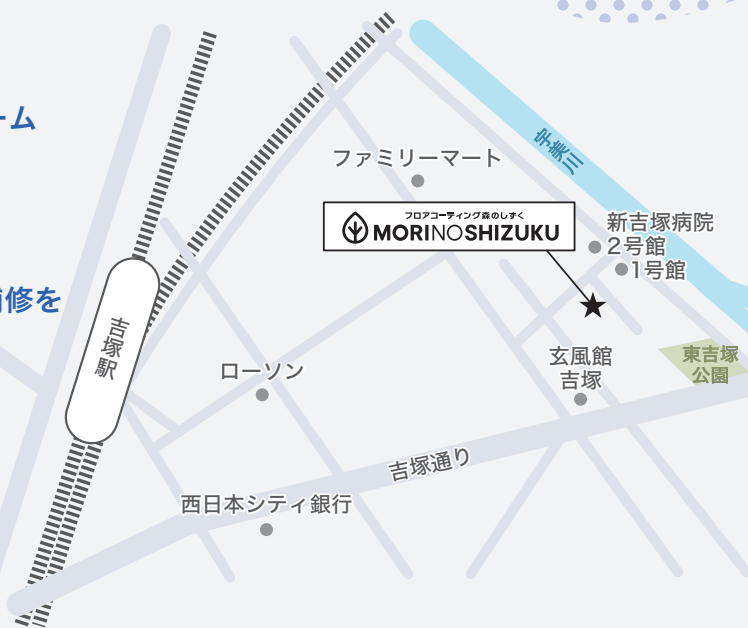 ーム
宇美川
ファミリーマート
フロアコーティング森のしずく
MORINOSHIZUKU
新吉塚病院
2号館
1号館
修を
吉塚駅
東吉塚
公園
玄風館
吉塚
ローソン
吉塚通り
西日本シティ銀行